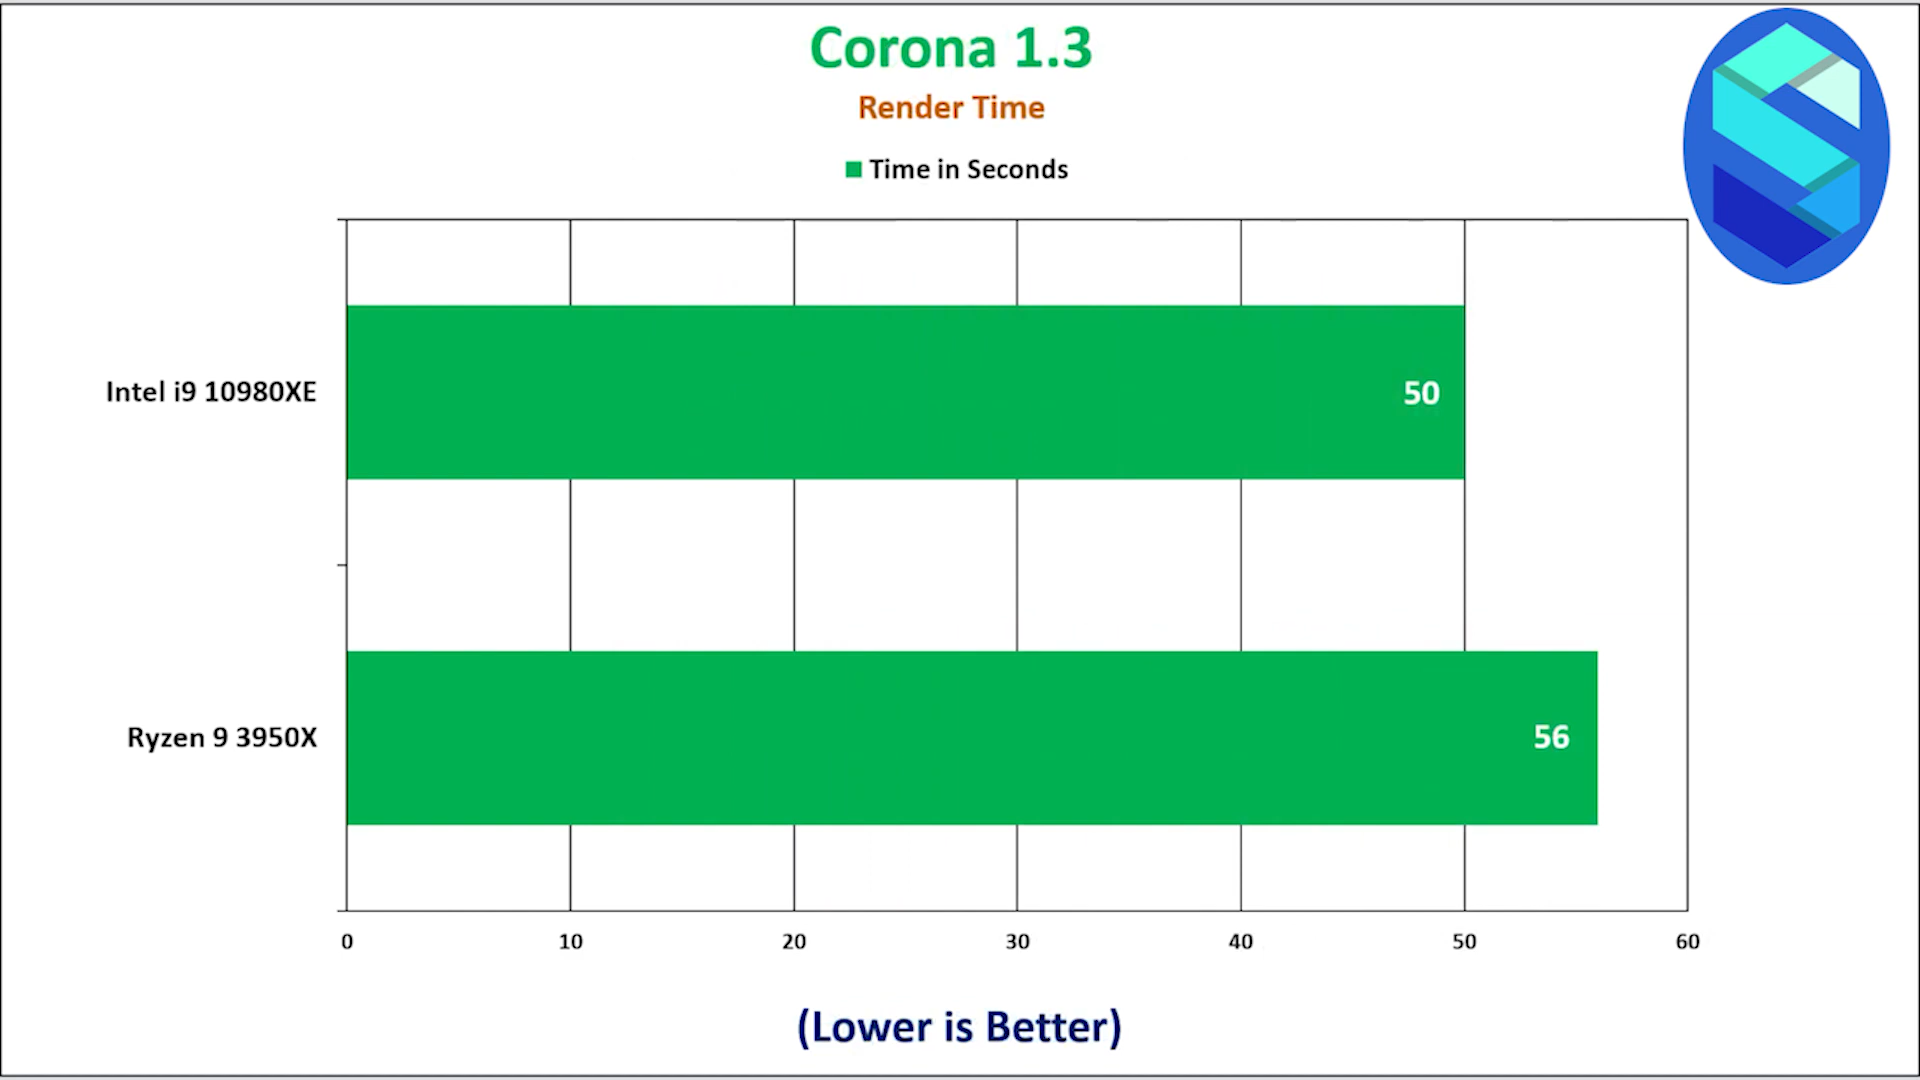 Corona 1.3
Render Time
Time in Seconds
Intel i9 10980XE
50
Ryzen 9 3950X
56
0 10 20 30 40 50 60
(Lower is Better)